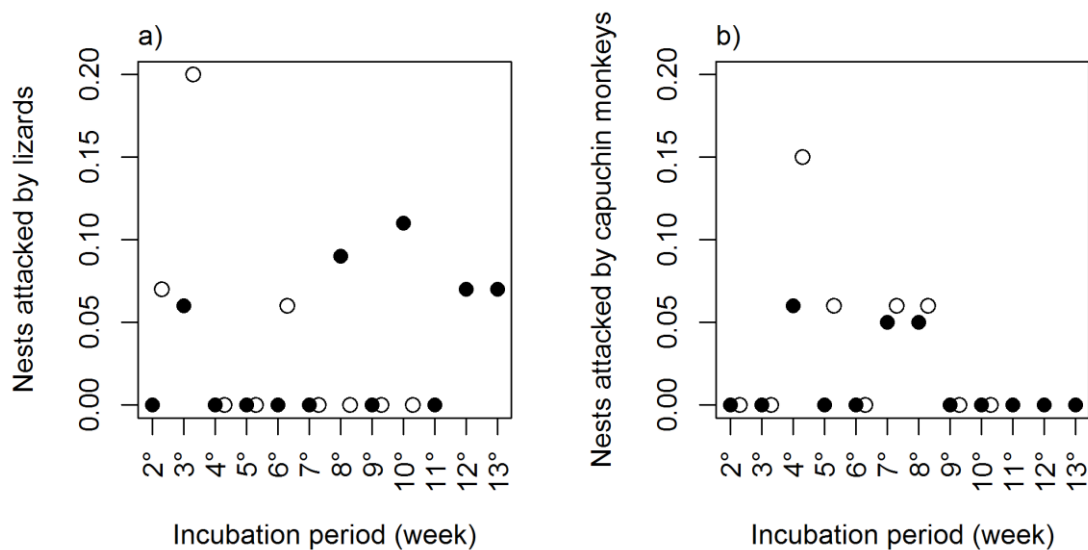 a)
Nests attacked by lizards
0.20
0.15
0.10
0.05
0.00
2° 3° 4° 5° 6° 7° 8° 9° 10° 11° 12° 13°
Incubation period (week)
b)
Nests attacked by capuchin monkeys
0.20
0.15
0.10
0.05
0.00
2° 3° 4° 5° 6° 7° 8° 9° 10° 11° 12° 13°
Incubation period (week)